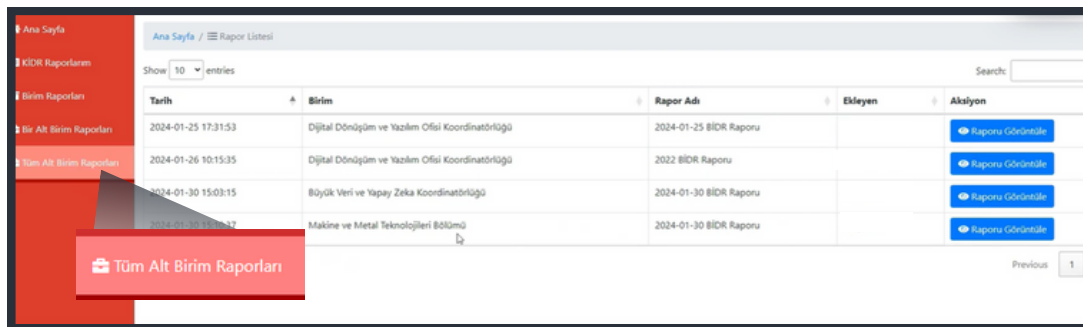 Ana Sayfa
KİDR Raporlarım
Birim Raporları
Bir Alt Birim Raporları
Tüm Alt Birim Raporları
Ana Sayfa / Rapor Listesi
Show 10 entries
Search:
Tarih Birim Rapor Adı Ekleyen Aksiyon
2024-01-25 17:31:53 Dijital Dönüşüm ve Yazılım Ofisi Koordinatörlüğü 2024-01-25 BİDR Raporu Raporu Görüntüle
2024-01-26 10:15:35 Dijital Dönüşüm ve Yazılım Ofisi Koordinatörlüğü 2022 BİDR Raporu Raporu Görüntüle
2024-01-30 15:03:15 Büyük Veri ve Yapay Zeka Koordinatörlüğü 2024-01-30 BİDR Raporu Raporu Görüntüle
2024-01-30 Makine ve Metal Teknolojileri Bölümü 2024-01-30 BİDR Raporu Raporu Görüntüle
Tüm Alt Birim Raporları
Previous 1